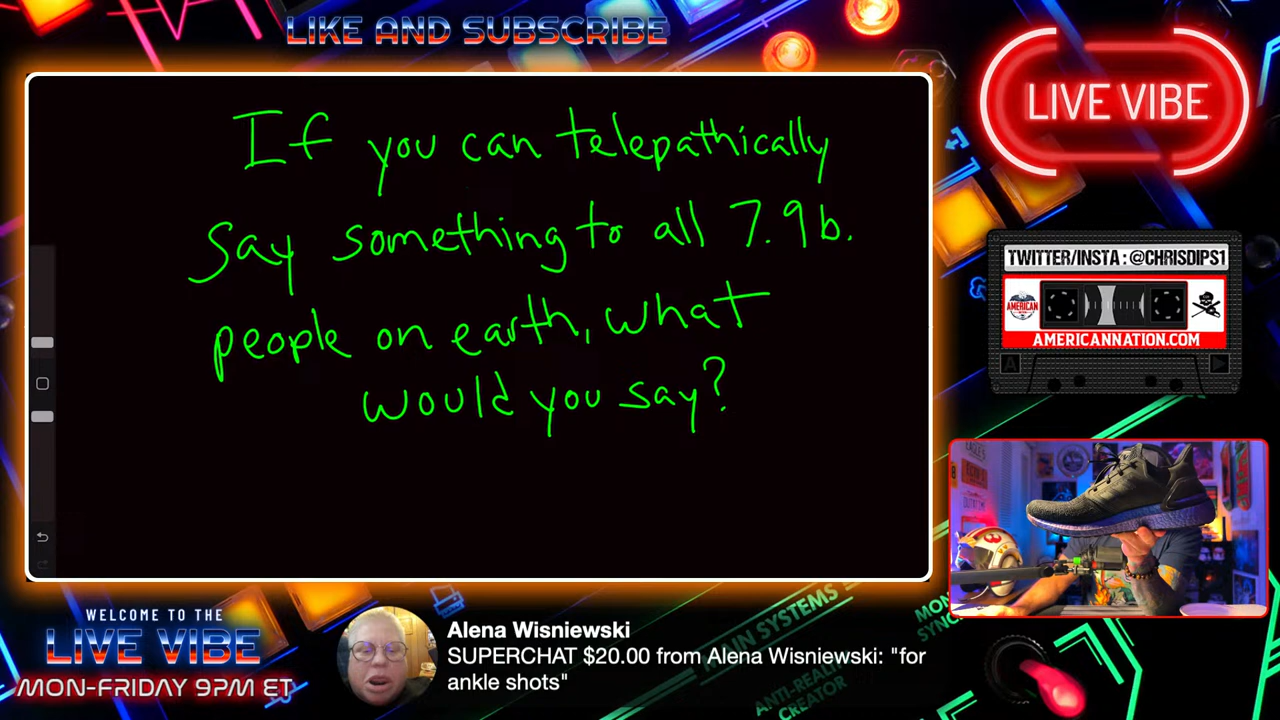 LIKE AND SUBSCRIBE
LIVE VIBE
If you can telepathically
say something to all 7.9b.
people on earth, what
would you say?
TWITTER/INSTA : @CHRISDIPS1
AMERICAN
AMERICANNATION.COM
A
WELCOME TO THE
LIVE VIBE
MON-FRIDAY 9PM ET
Alena Wisniewski
SUPERCHAT $20.00 from Alena Wisniewski: "for
ankle shots"